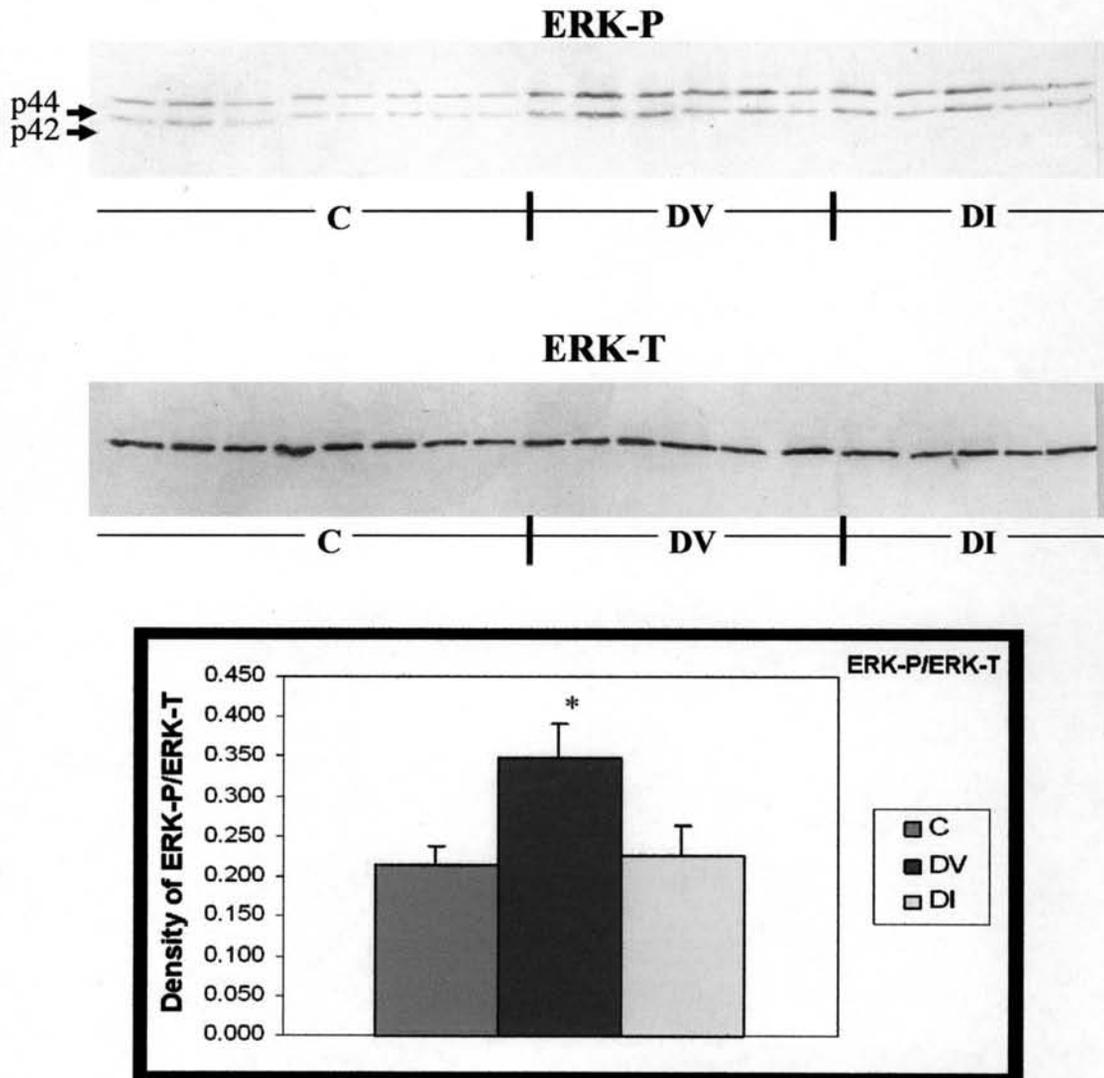 ERK-P
p44
p42
C DV DI
ERK-T
C DV DI
ERK-P/ERK-T
Density of ERK-P/ERK-T
0.450
0.400
0.350
0.300
0.250
0.200
0.150
0.100
0.050
0.000
*
C
DV
DI